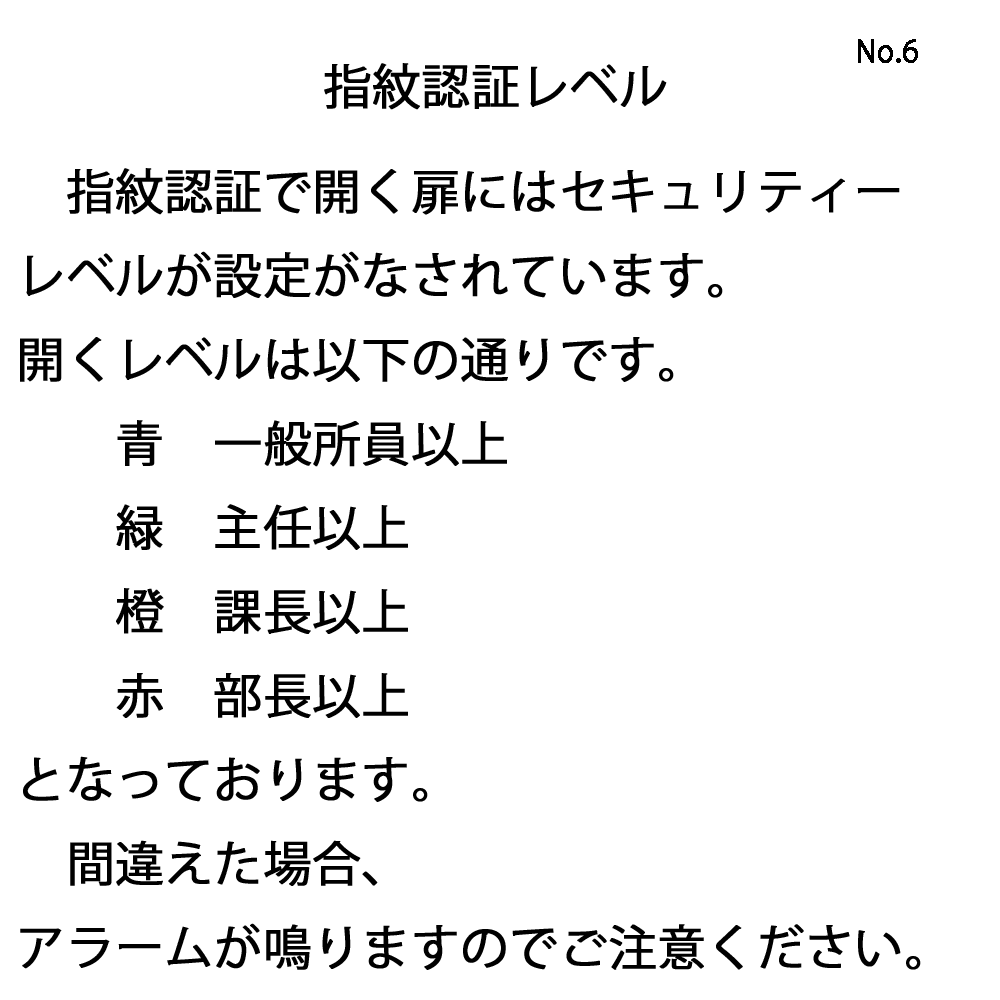 No.6
指紋認証レベル
　指紋認証で開く扉にはセキュリティー
レベルが設定がなされています。
開くレベルは以下の通りです。
　　青　一般所員以上
　　緑　主任以上
　　橙　課長以上
　　赤　部長以上
となっております。
　間違えた場合、
アラームが鳴りますのでご注意ください。